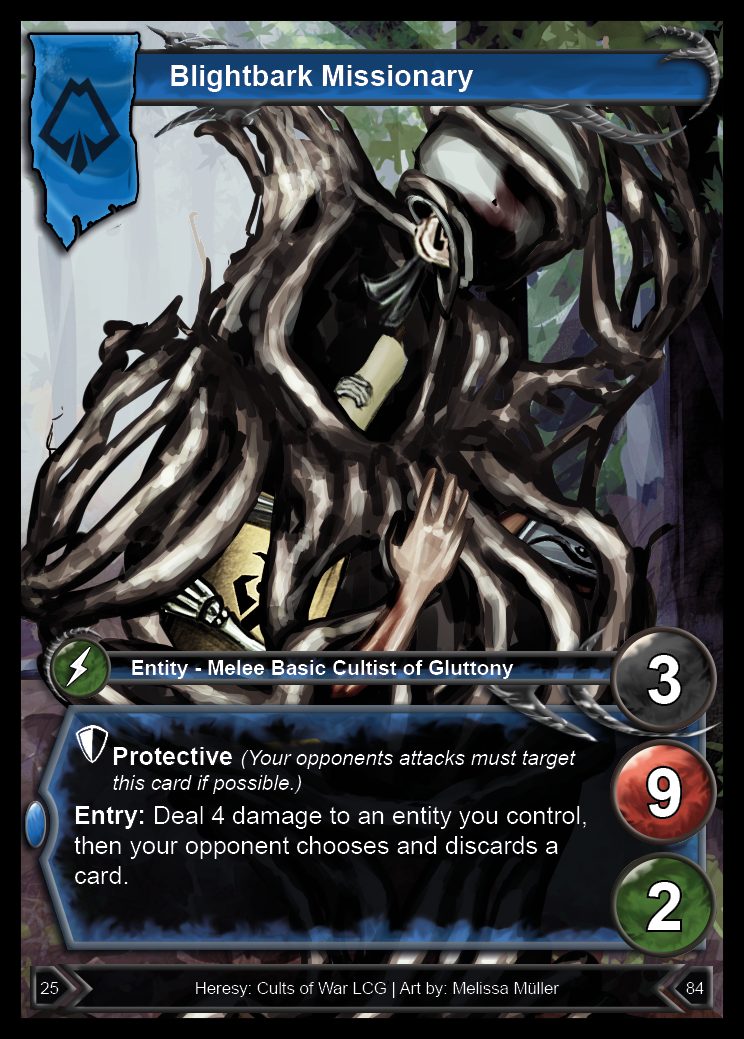 Blightbark Missionary
Entity - Melee Basic Cultist of Gluttony
3
Protective (Your opponents attacks must target
this card if possible.)
9
Entry: Deal 4 damage to an entity you control,
then your opponent chooses and discards a
card.
2
25
Heresy: Cults of War LCG | Art by: Melissa Müller
84